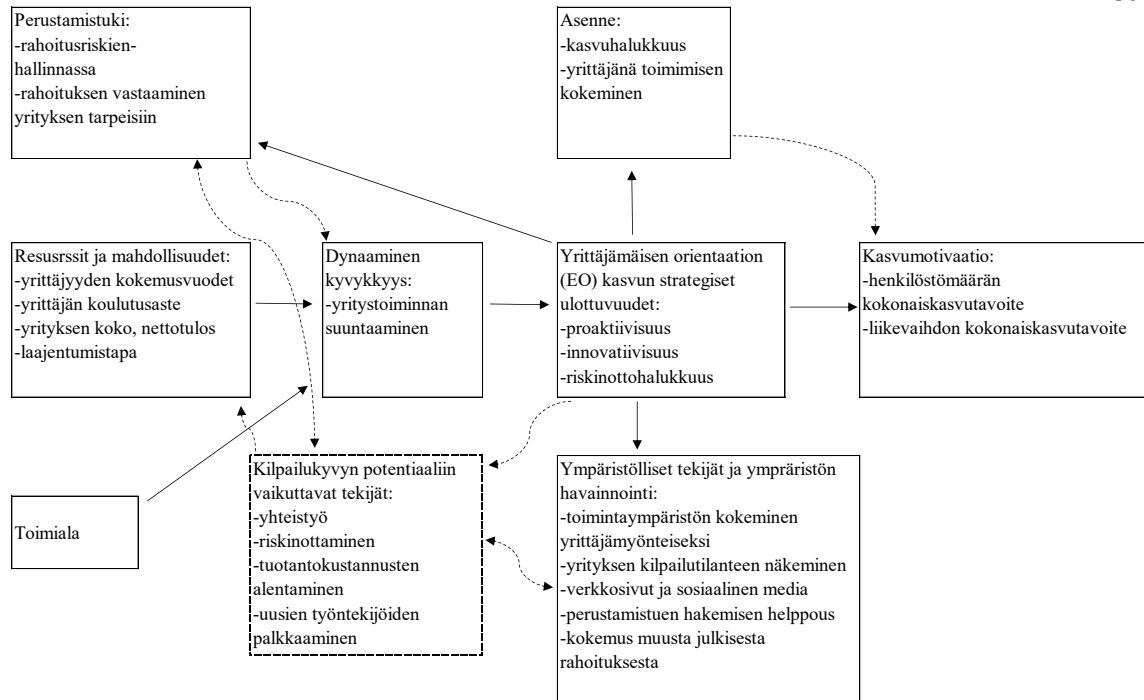 Perustamistuki:
-rahoitusriskien-
hallinnassa
-rahoituksen vastaaminen
yrityksen tarpeisiin
Asenne:
-kasvuhalukkuus
-yrittäjänä toimimisen
kokeminen
Resusrssit ja mahdollisuudet:
-yrittäjyyden kokemusvuodet
-yrittäjän koulutusaste
-yrityksen koko, nettotulos
-laajentumistapa
Dynaaminen
kyvykkyys:
-yritystoiminnan
suuntaaminen
Yrittäjämäisen orientaation
(EO) kasvun strategiset
ulottuvuudet:
-proaktiivisuus
-innovatiivisuus
-riskinottohalukkuus
Kasvumotivaatio:
-henkilöstömäärän
kokonaiskasvutavoite
-liikevaihdon kokonaiskasvutavoite
Toimiala
Kilpailukyvyn potentiaaliin
vaikuttavat tekijät:
-yhteistyö
-riskinottaminen
-tuotantokustannusten
alentaminen
-uusien työntekijöiden
palkkaaminen
Ympäristölliset tekijät ja ympräristön
havainnointi:
-toimintaympäristön kokeminen
yrittäjämyönteiseksi
-yrityksen kilpailutilanteen näkeminen
-verkkosivut ja sosiaalinen media
-perustamistuen hakemisen helppous
-kokemus muusta julkisesta
rahoituksesta